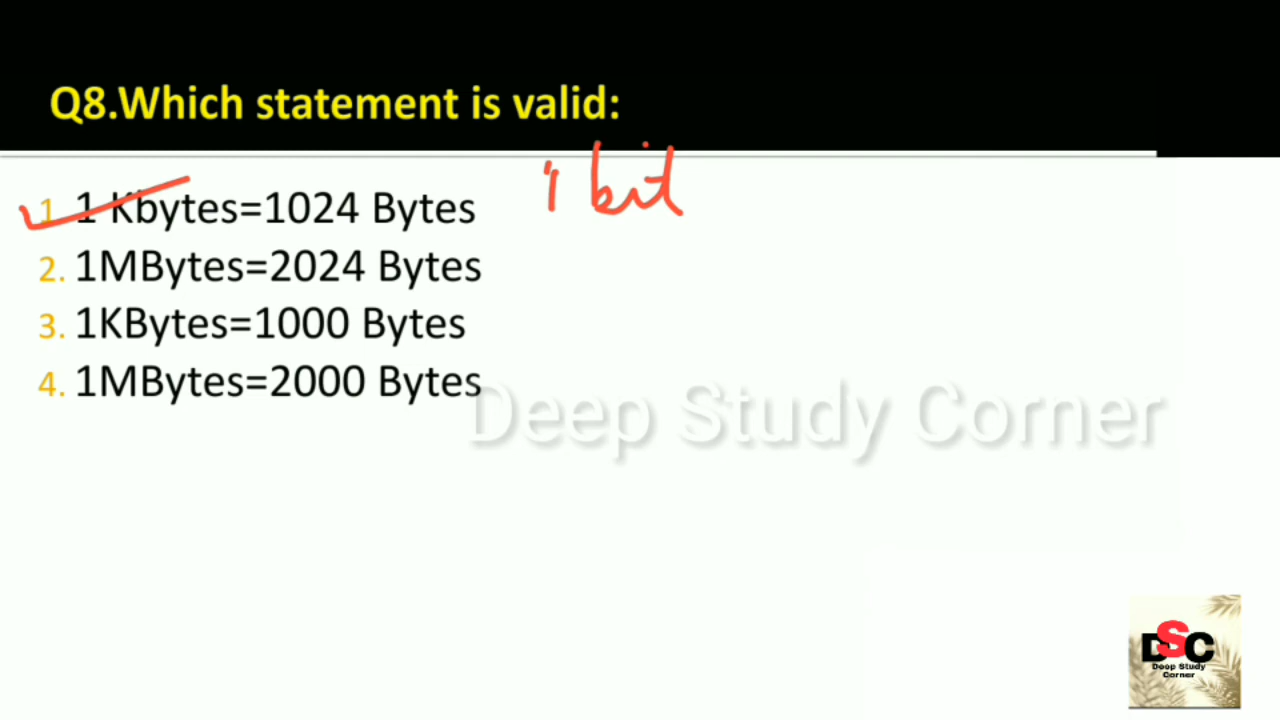 Q8.Which statement is valid:
1 bit
1. 1 Kbytes=1024 Bytes
2. 1MBytes=2024 Bytes
3. 1KBytes=1000 Bytes
4. 1MBytes=2000 Bytes
Deep Study Corner
DSC
Deep Study
Corner